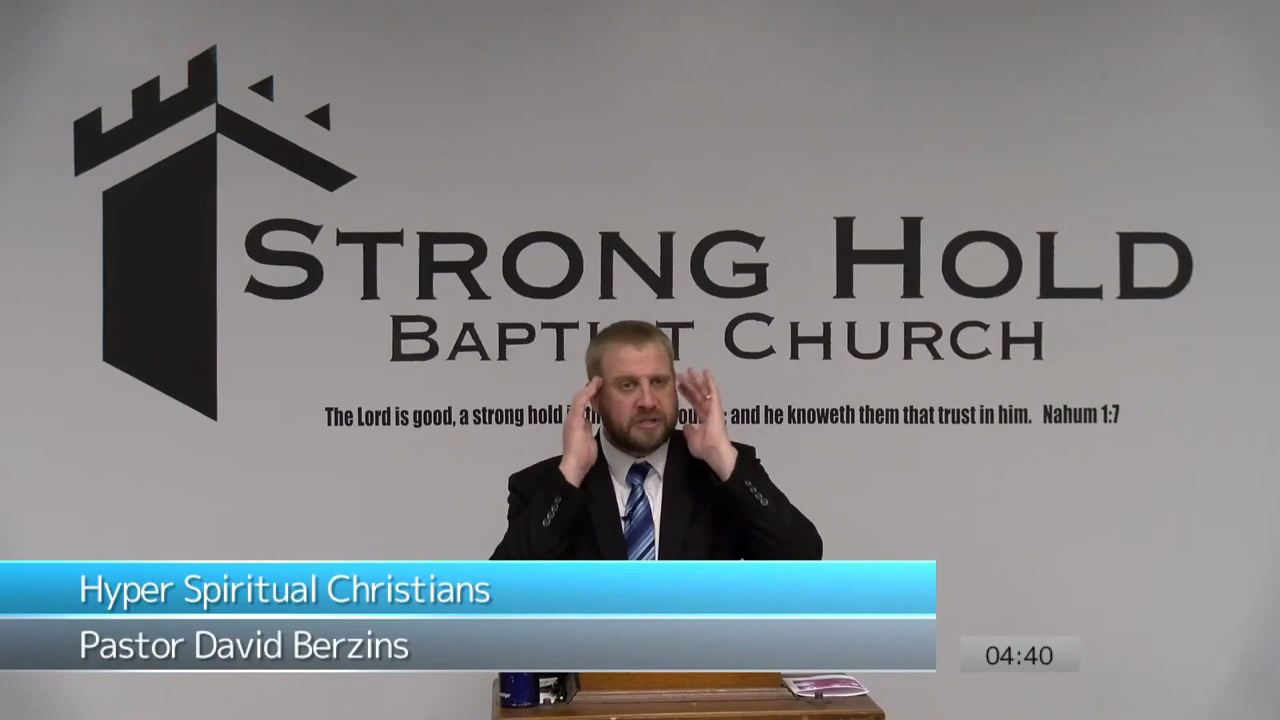 STRONG HOLD
BAPTIST CHURCH
The Lord is good, a strong hold and he knoweth them that trust in him. Nahum 1:7
Hyper Spiritual Christians
Pastor David Berzins
04:40